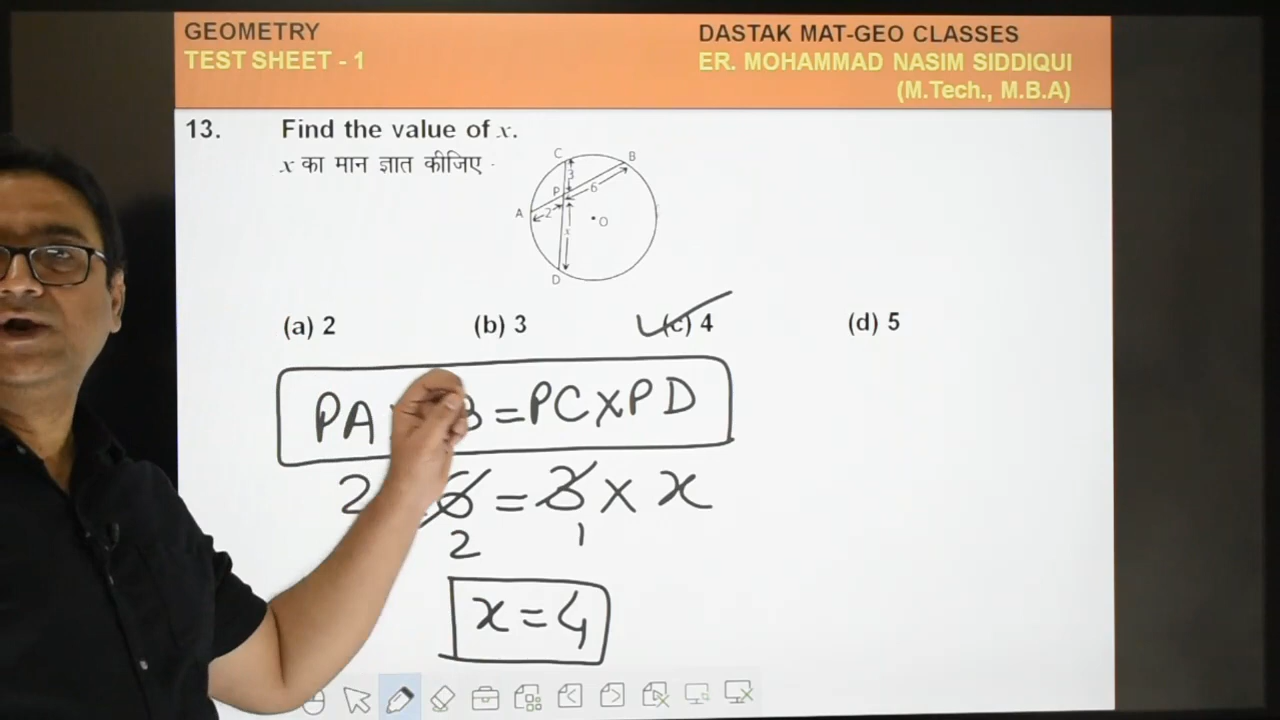 GEOMETRY
TEST SHEET - 1
DASTAK MAT-GEO CLASSES
ER. MOHAMMAD NASIM SIDDIQUI
(M.Tech., M.B.A)
13. Find the value of x.
x का मान ज्ञात कीजिए -
C
B
3
P
6
A
2
O
x
D
(a) 2 (b) 3 (c) 4 (d) 5
PA = PC X PD
2 6 = 3 X x
2 1
x = 4